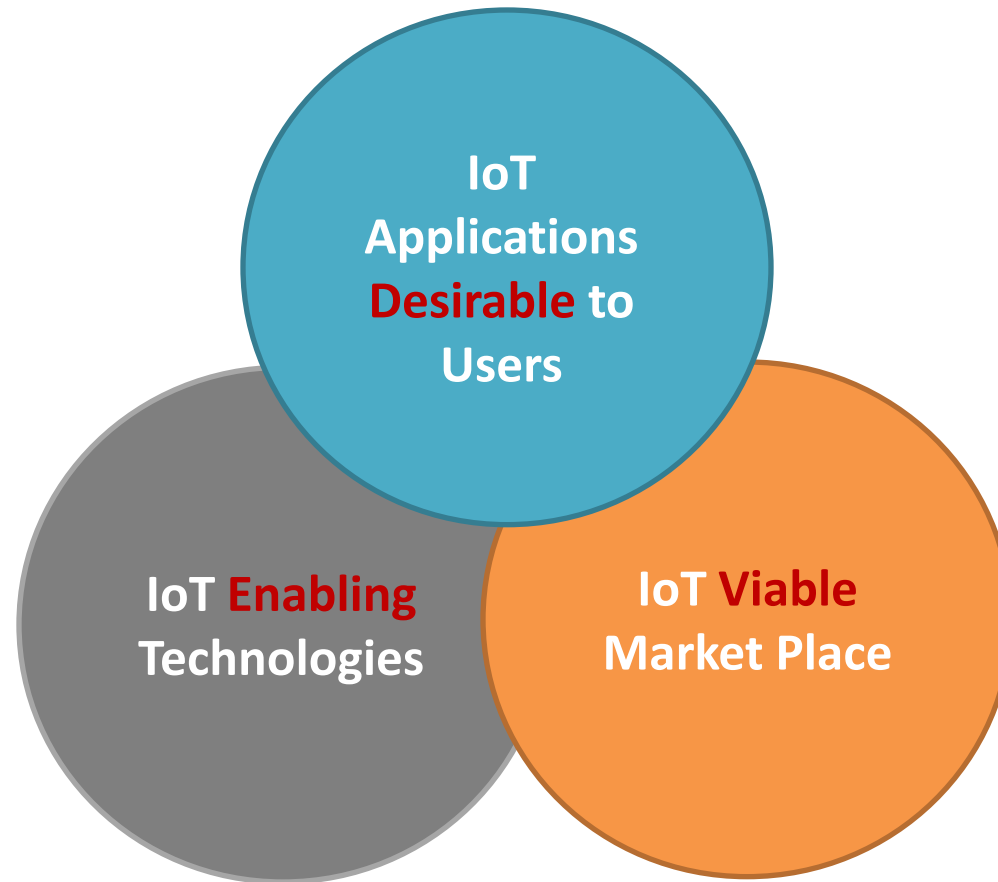 IoT
Applications
Desirable to
Users
IoT Enabling
Technologies
IoT Viable
Market Place